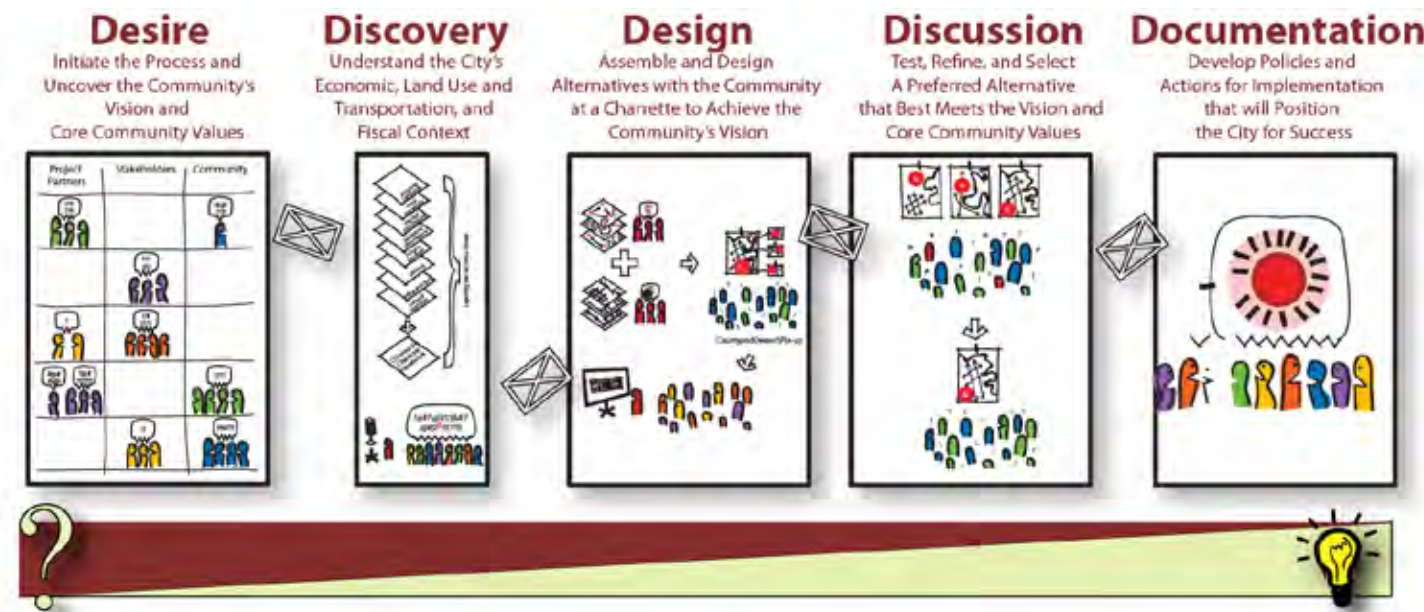 Desire
Initiate the Process and
Uncover the Community's
Vision and
Core Community Values
Discovery
Understand the City's
Economic, Land Use and
Transportation, and
Fiscal Context
Design
Assemble and Design
Alternatives with the Community
at a Charrette to Achieve the
Community's Vision
Discussion
Test, Refine, and Select
A Preferred Alternative
that Best Meets the Vision and
Core Community Values
Documentation
Develop Policies and
Actions for Implementation
that will Position
the City for Success
Project
Partners
Stakeholders
Community
?